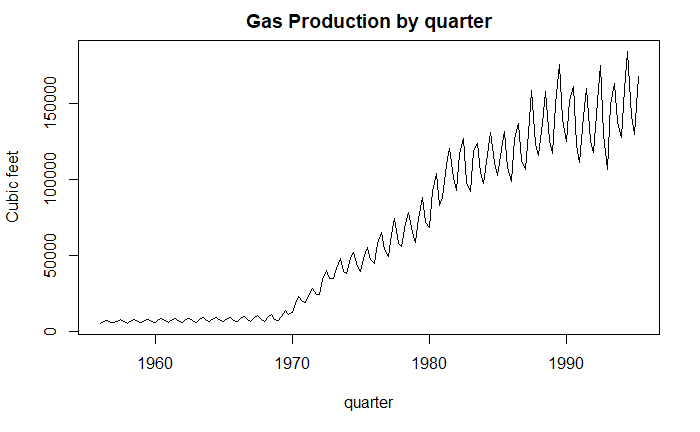 Gas Production by quarter
Cubic feet
150000
100000
50000
0
1960 1970 1980 1990
quarter